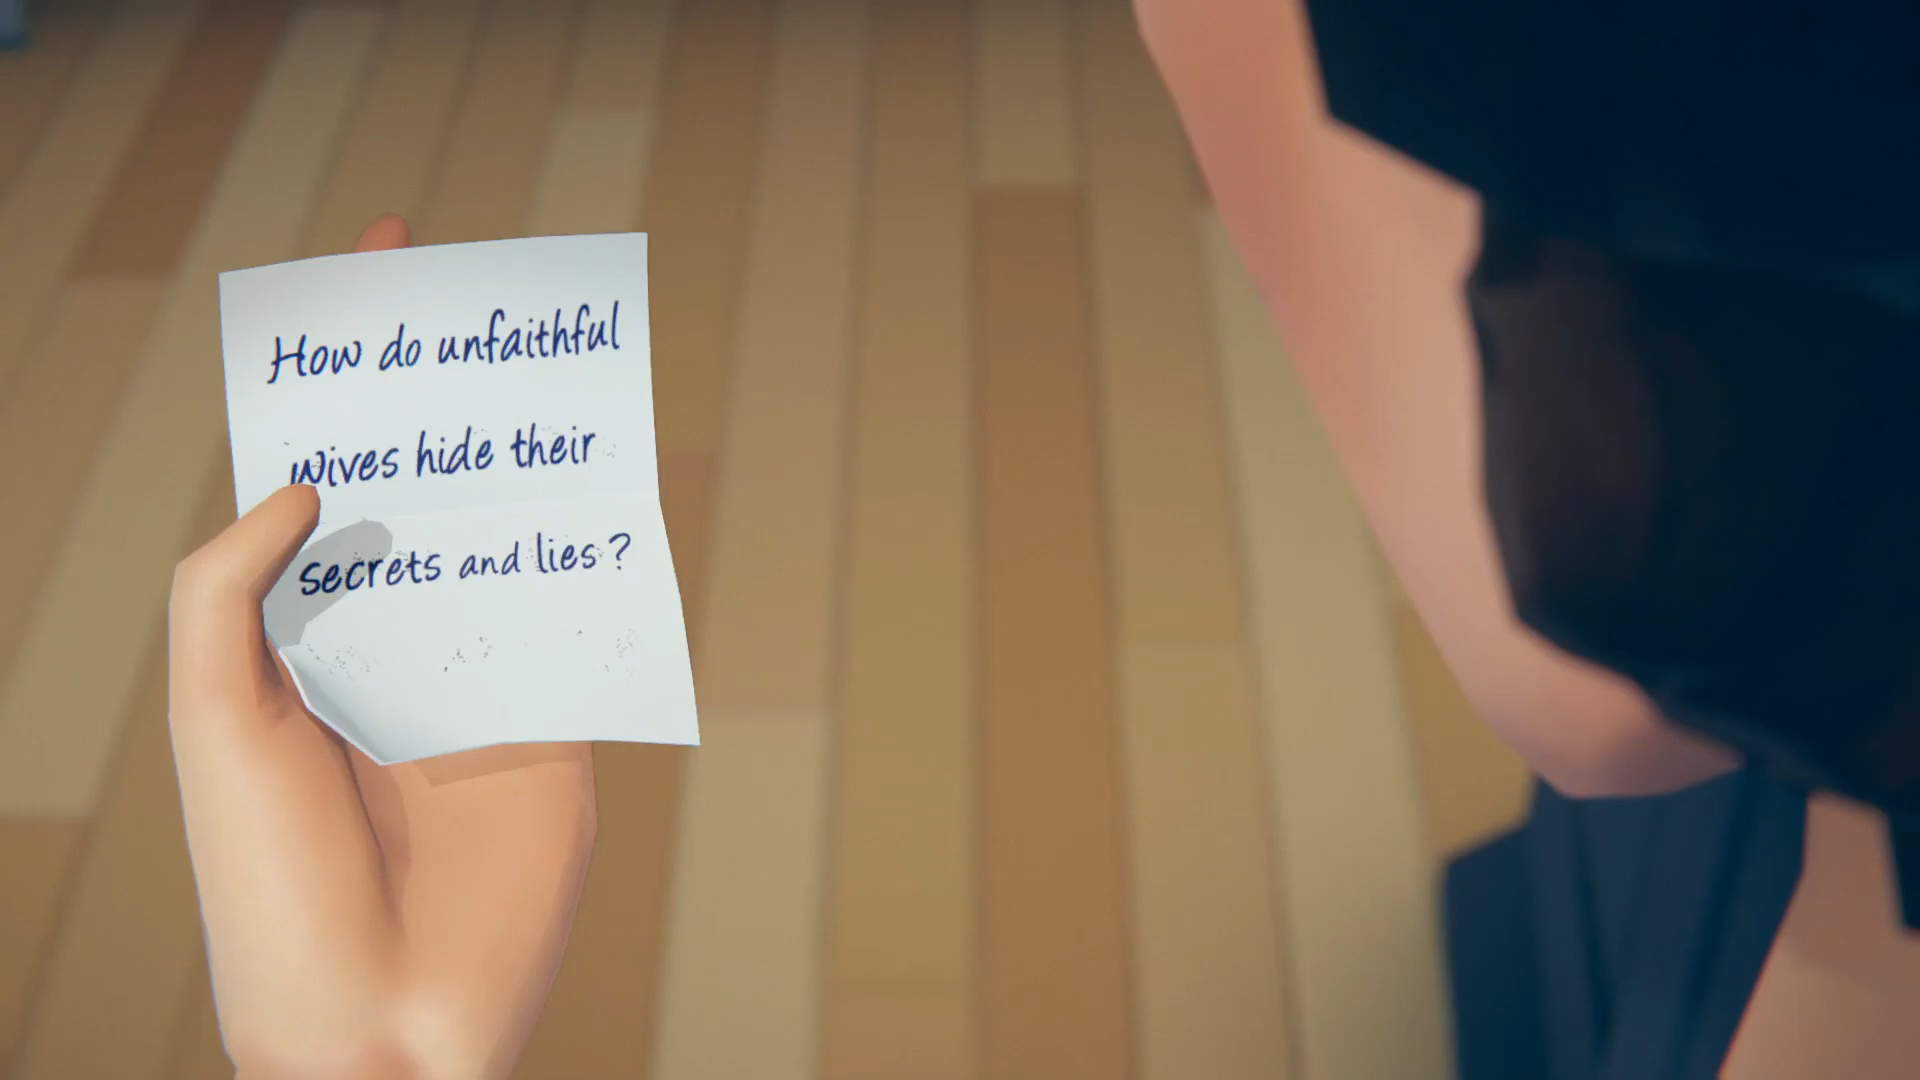 How do unfaithful
wives hide their
secrets and lies?